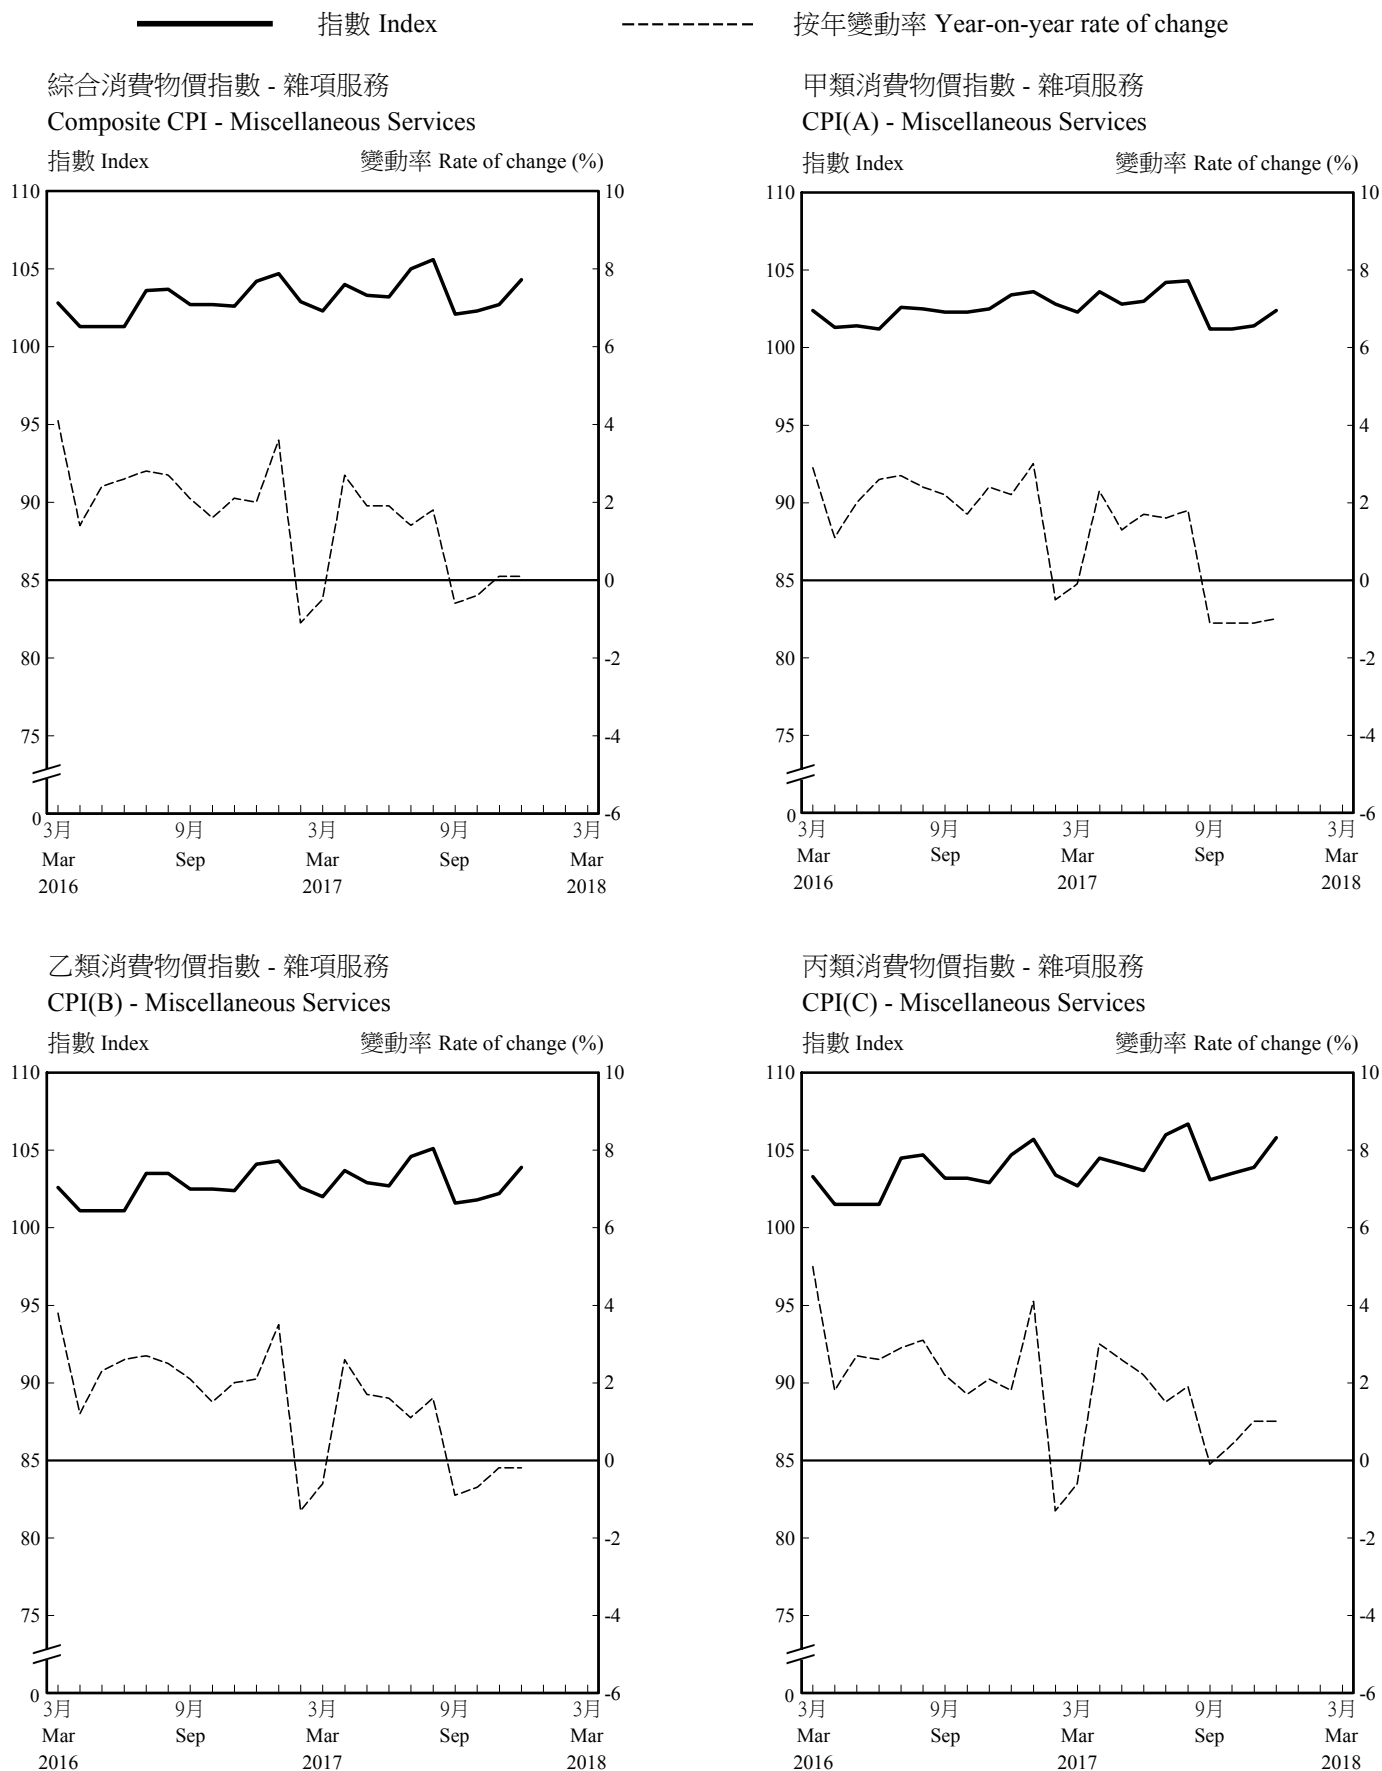 指數 Index
按年變動率 Year-on-year rate of change
綜合消費物價指數 - 雜項服務
Composite CPI - Miscellaneous Services
指數 Index 變動率 Rate of change (%)
110 10
105 8
100 6
95 4
90 2
85 0
80 -2
75 -4
0 -6
3月 9月 3月 9月 3月
Mar Sep Mar Sep Mar
2016 2017 2018
甲類消費物價指數 - 雜項服務
CPI(A) - Miscellaneous Services
指數 Index 變動率 Rate of change (%)
110 10
105 8
100 6
95 4
90 2
85 0
80 -2
75 -4
0 -6
3月 9月 3月 9月 3月
Mar Sep Mar Sep Mar
2016 2017 2018
乙類消費物價指數 - 雜項服務
CPI(B) - Miscellaneous Services
指數 Index 變動率 Rate of change (%)
110 10
105 8
100 6
95 4
90 2
85 0
80 -2
75 -4
0 -6
3月 9月 3月 9月 3月
Mar Sep Mar Sep Mar
2016 2017 2018
丙類消費物價指數 - 雜項服務
CPI(C) - Miscellaneous Services
指數 Index 變動率 Rate of change (%)
110 10
105 8
100 6
95 4
90 2
85 0
80 -2
75 -4
0 -6
3月 9月 3月 9月 3月
Mar Sep Mar Sep Mar
2016 2017 2018